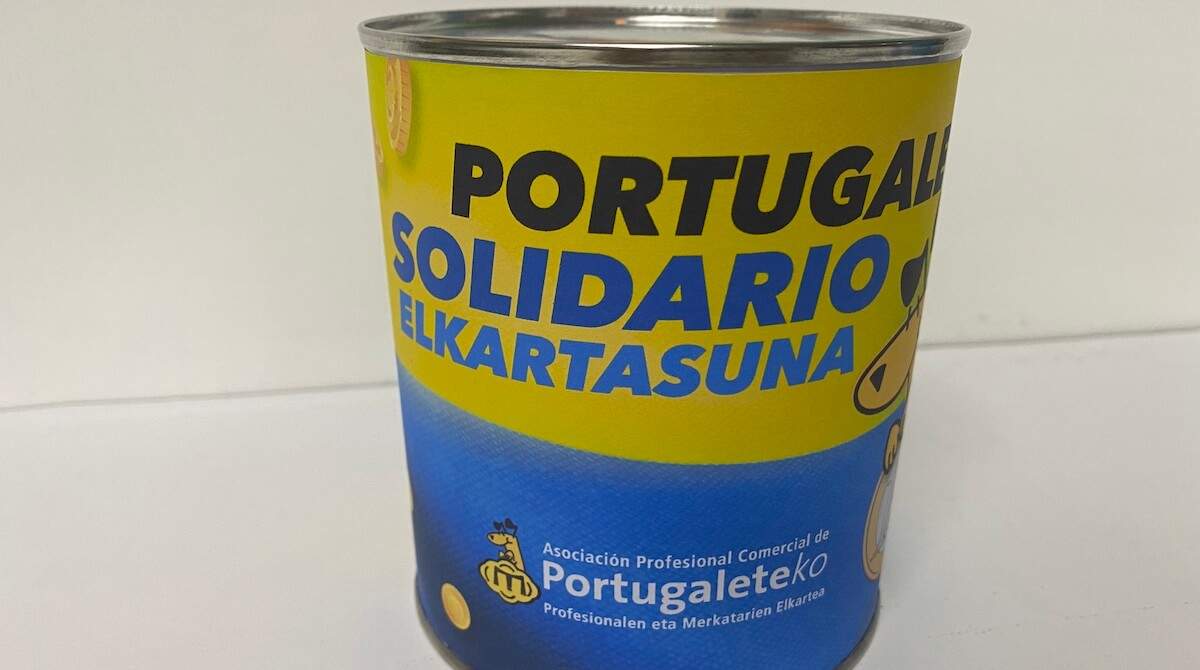 PORTUGALE
SOLIDARIO
ELKARTASUNA
Asociación Profesional Comercial de
Portugaleteko
Profesionalen eta Merkatarien Elkartea